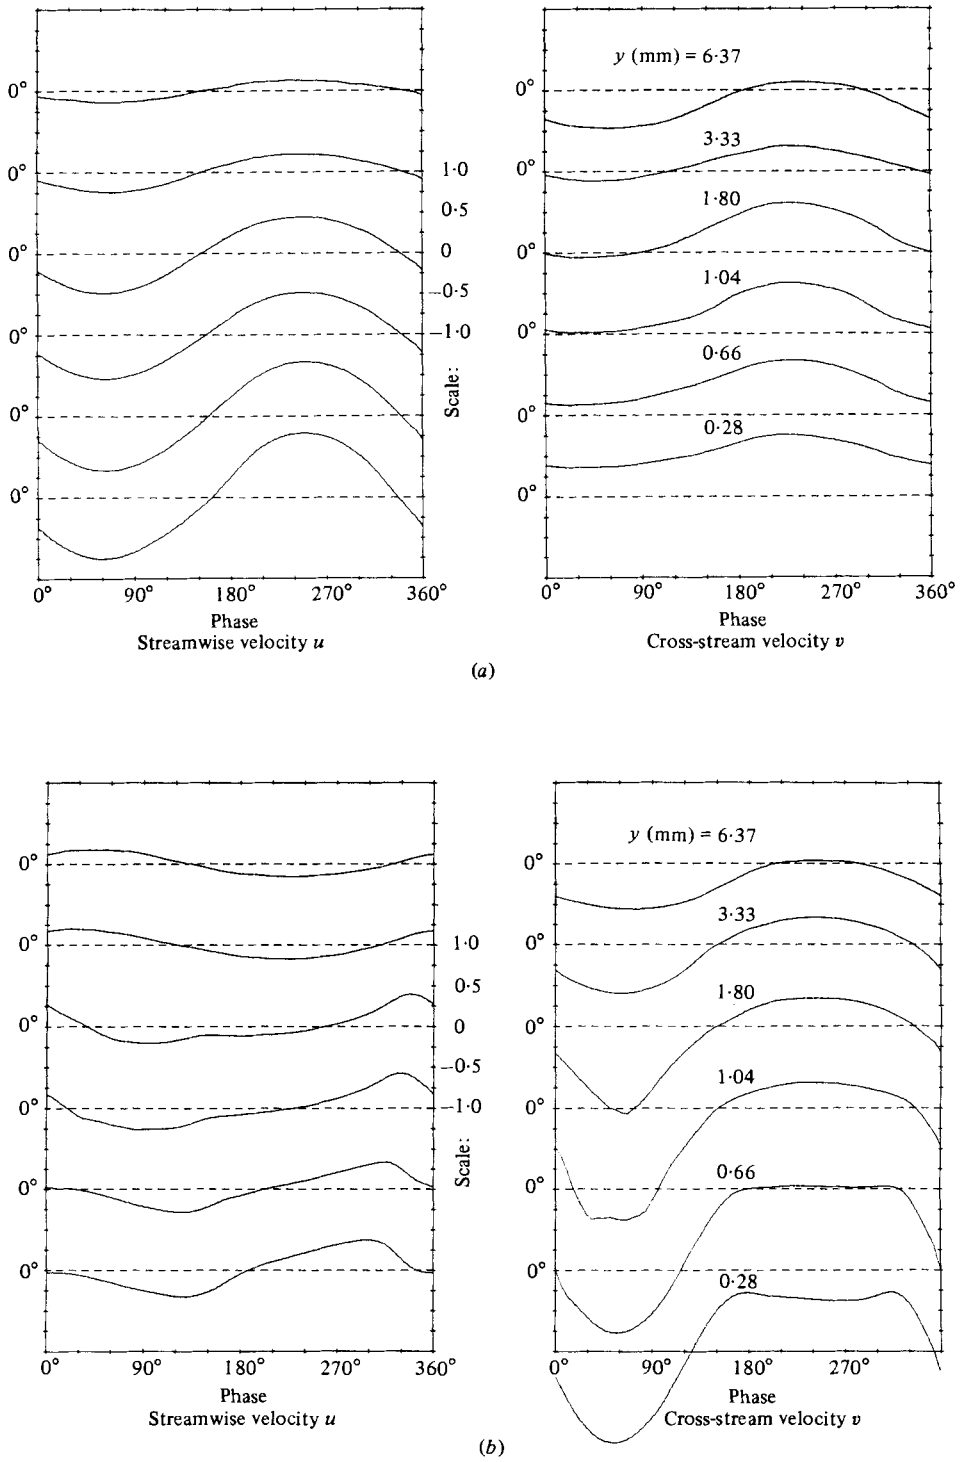 y (mm) = 6·37
0° 0°
3·33
0° 1·0 0°
1·80
0·5
0° 0 0°
1·04
−0·5
0° −1·0 0°
0·66
Scale:
0° 0°
0·28
0° 0°
0° 90° 180° 270° 360° 0° 90° 180° 270° 360°
Phase Phase
Streamwise velocity u Cross-stream velocity v
(a)
y (mm) = 6·37
0° 0°
3·33
0° 1·0 0°
1·80
0·5
0° 0 0°
1·04
−0·5
0° −1·0 0°
Scale:
0·66
0° 0°
0° 0° 0·28
0° 90° 180° 270° 360° 0° 90° 180° 270°
Phase Phase
Streamwise velocity u Cross-stream velocity v
(b)